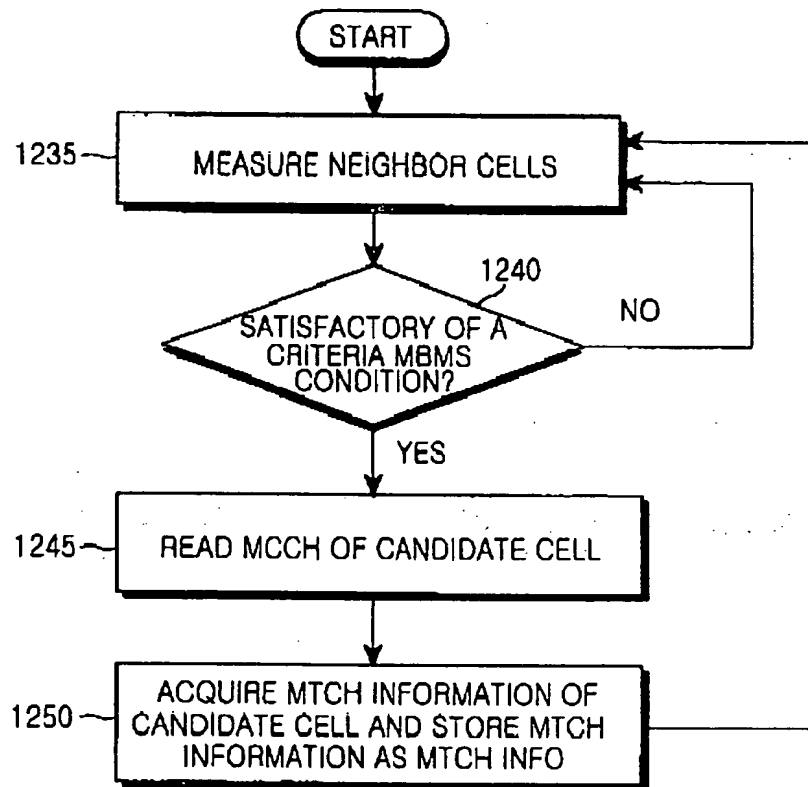 START
1235
MEASURE NEIGHBOR CELLS
1240
SATISFACTORY OF A
CRITERIA MBMS
CONDITION?
NO
YES
1245
READ MCCH OF CANDIDATE CELL
1250
ACQUIRE MTCH INFORMATION OF
CANDIDATE CELL AND STORE MTCH
INFORMATION AS MTCH INFO